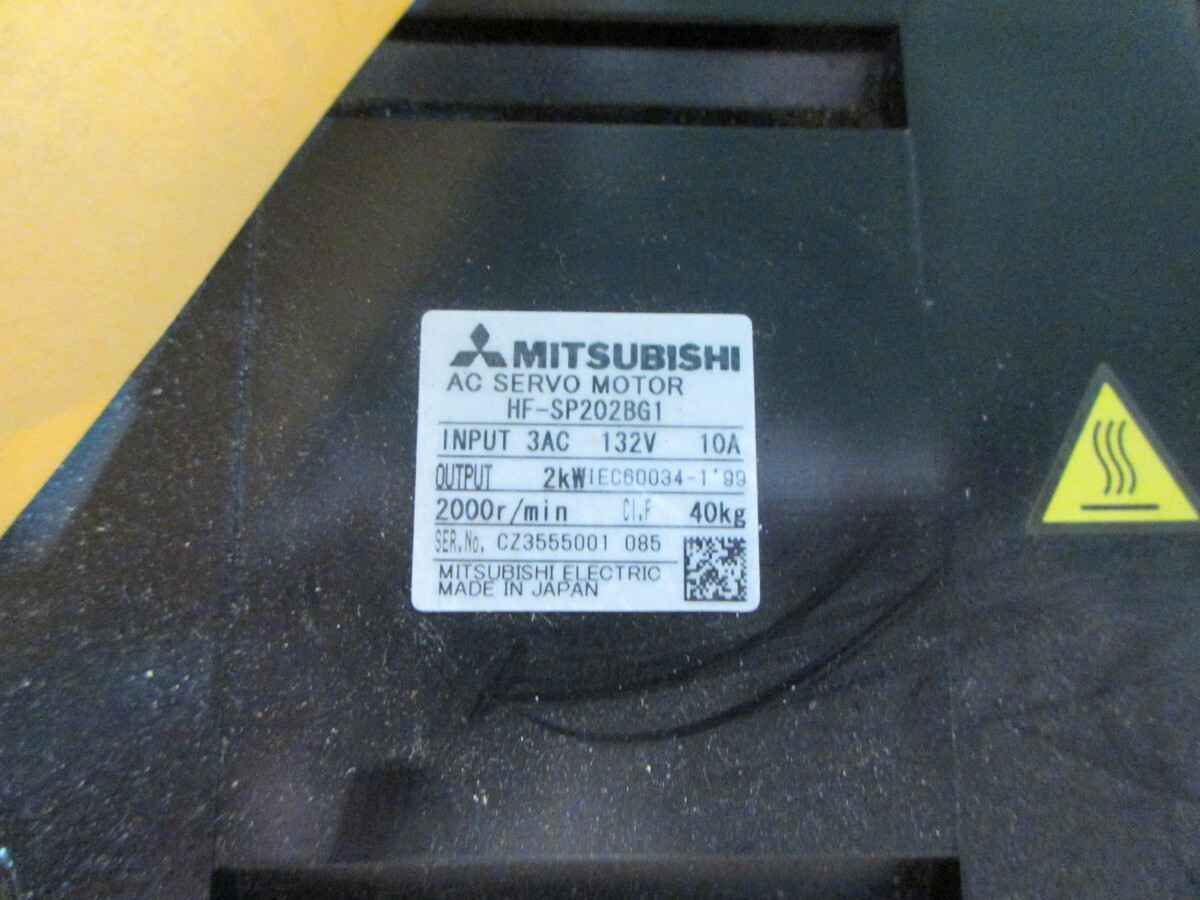 MITSUBISHI
AC SERVO MOTOR
HF-SP202BG1
INPUT 3AC 132V 10A
OUTPUT 2kW IEC60034-1'99
2000r/min Cl.F 40kg
SER.No. CZ3555001 085
MITSUBISHI ELECTRIC
MADE IN JAPAN